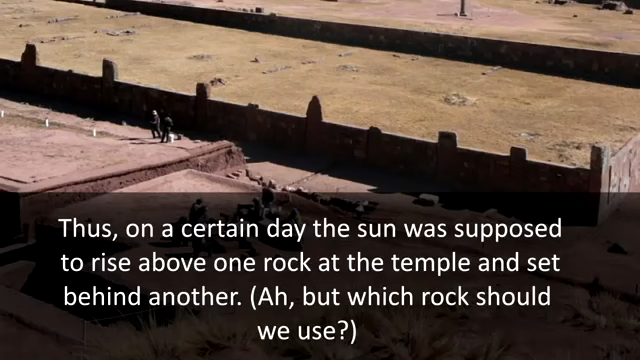 Thus, on a certain day the sun was supposed
to rise above one rock at the temple and set
behind another. (Ah, but which rock should
we use?)